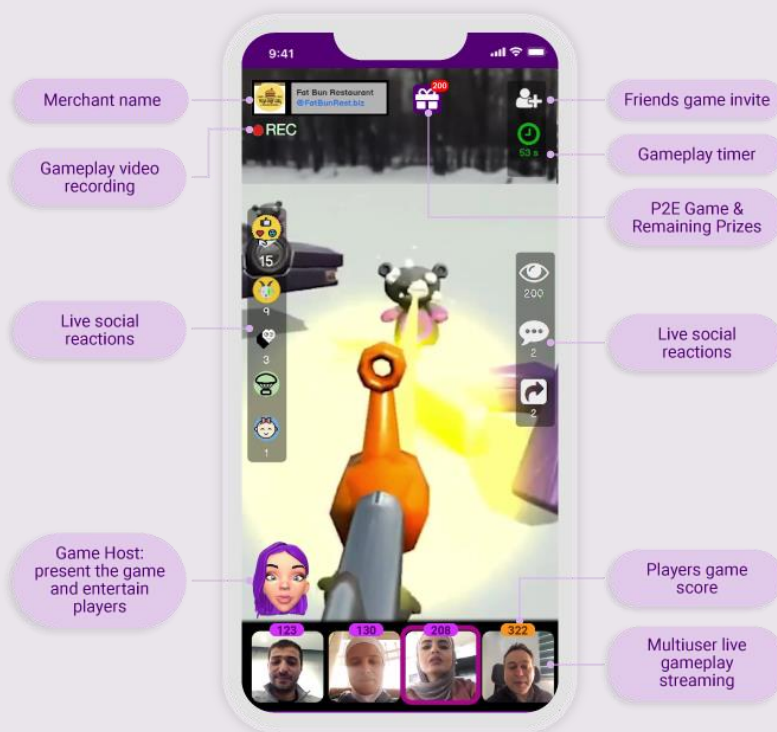 9:41
Merchant name
Fat Bun Restaurant
@FatBunRest.biz
200
Friends game invite
REC
Gameplay video
recording
53 s
Gameplay timer
P2E Game &
Remaining Prizes
15
200
9
Live social
reactions
3
2
Live social
reactions
2
1
Game Host:
present the game
and entertain
players
Players game
score
123
130
208
322
Multiuser live
gameplay
streaming